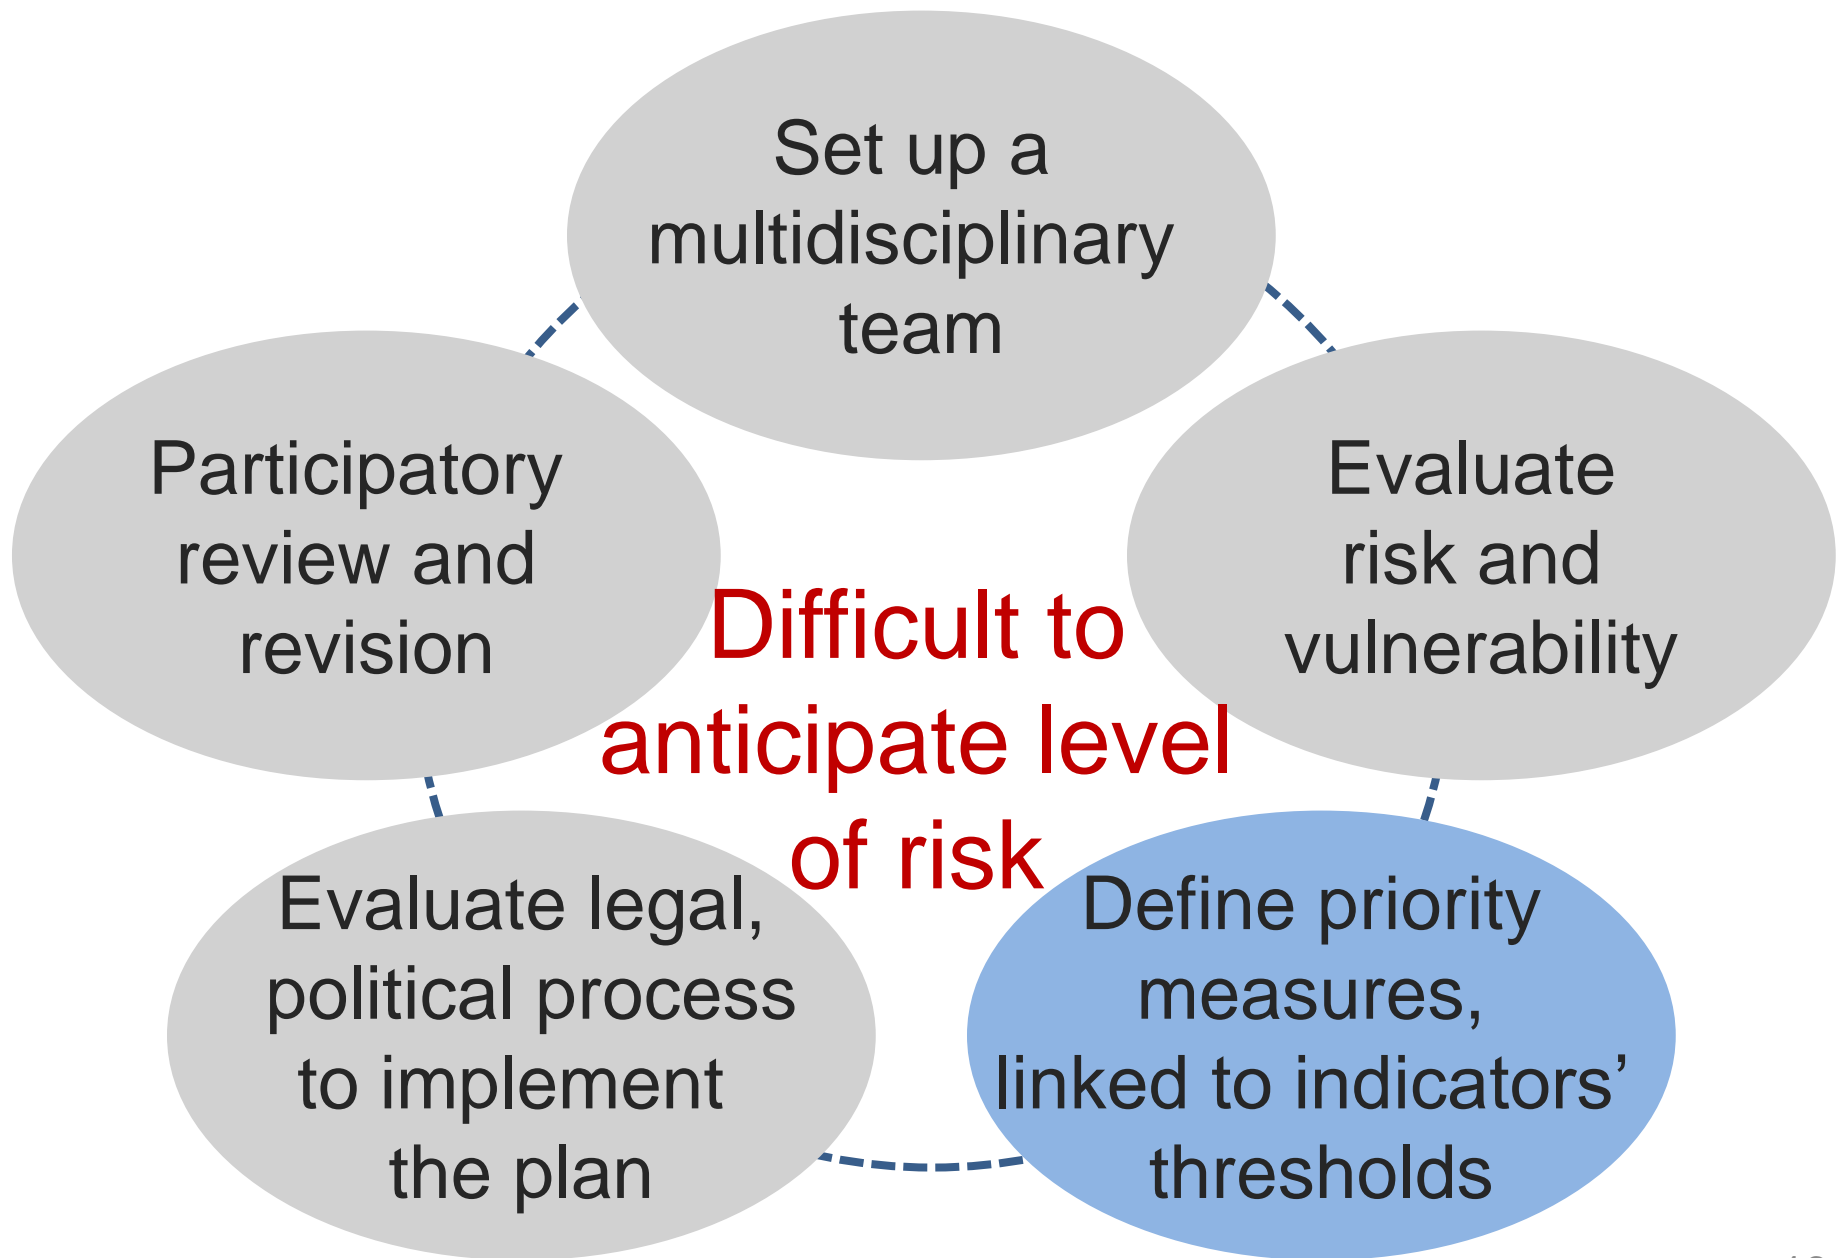 Set up a
multidisciplinary
team
Evaluate
risk and
vulnerability
Define priority
measures,
linked to indicators’
thresholds
Evaluate legal,
political process
to implement
the plan
Participatory
review and
revision
Difficult to
anticipate level
of risk